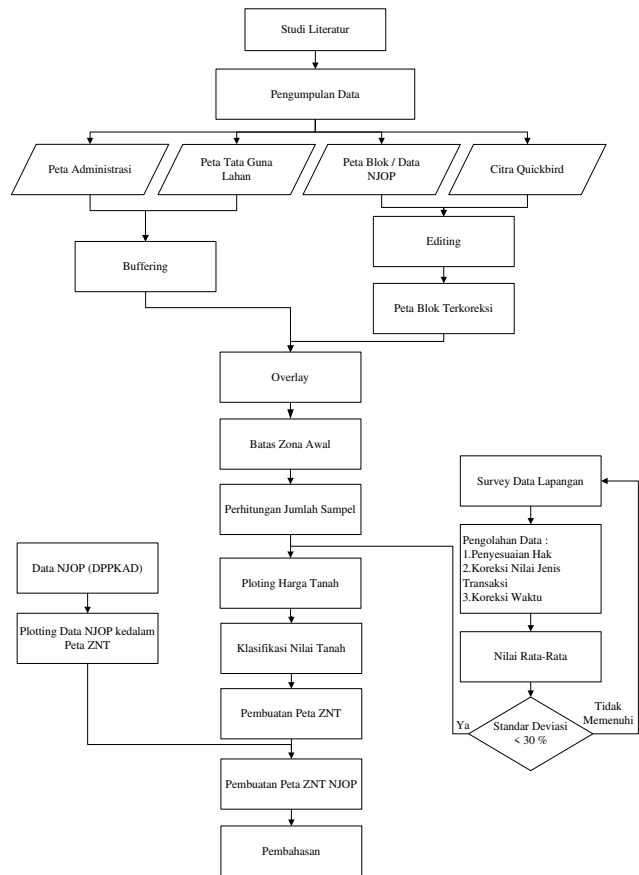 Studi Literatur
Pengumpulan Data
Peta Administrasi
Peta Tata Guna
Lahan
Peta Blok / Data
NJOP
Citra Quickbird
Buffering
Editing
Peta Blok Terkoreksi
Overlay
Batas Zona Awal
Perhitungan Jumlah Sampel
Survey Data Lapangan
Pengolahan Data :
1.Penyesuaian Hak
2.Koreksi Nilai Jenis
Transaksi
3.Koreksi Waktu
Nilai Rata-Rata
Standar Deviasi
< 30 %
Ya
Tidak
Memenuhi
Data NJOP (DPPKAD)
Plotting Data NJOP kedalam
Peta ZNT
Ploting Harga Tanah
Klasifikasi Nilai Tanah
Pembuatan Peta ZNT
Pembuatan Peta ZNT NJOP
Pembahasan